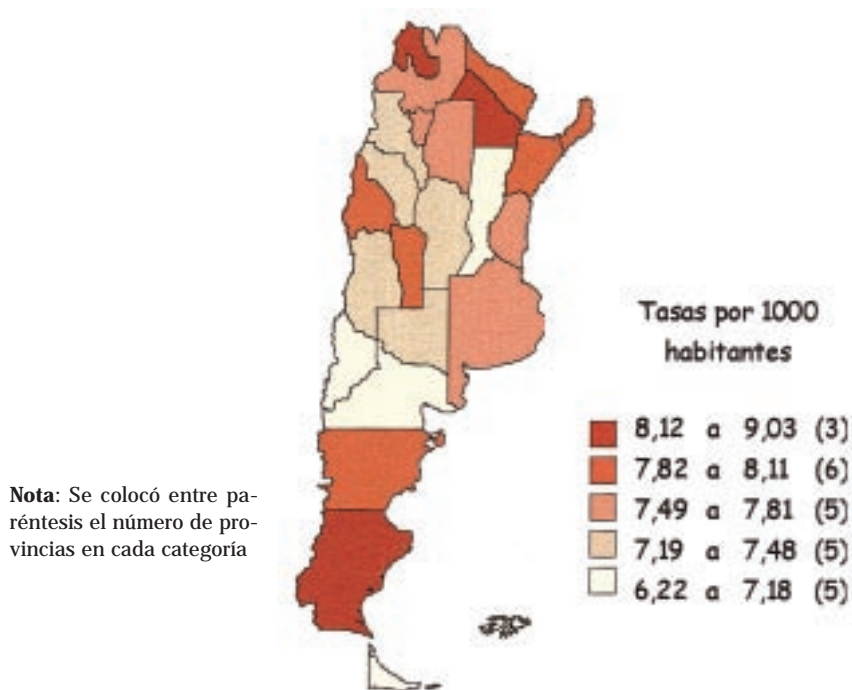 Tasas por 1000
habitantes
8,12 a 9,03 (3)
7,82 a 8,11 (6)
7,49 a 7,81 (5)
7,19 a 7,48 (5)
6,22 a 7,18 (5)
Nota: Se colocó entre pa-
réntesis el número de pro-
vincias en cada categoría